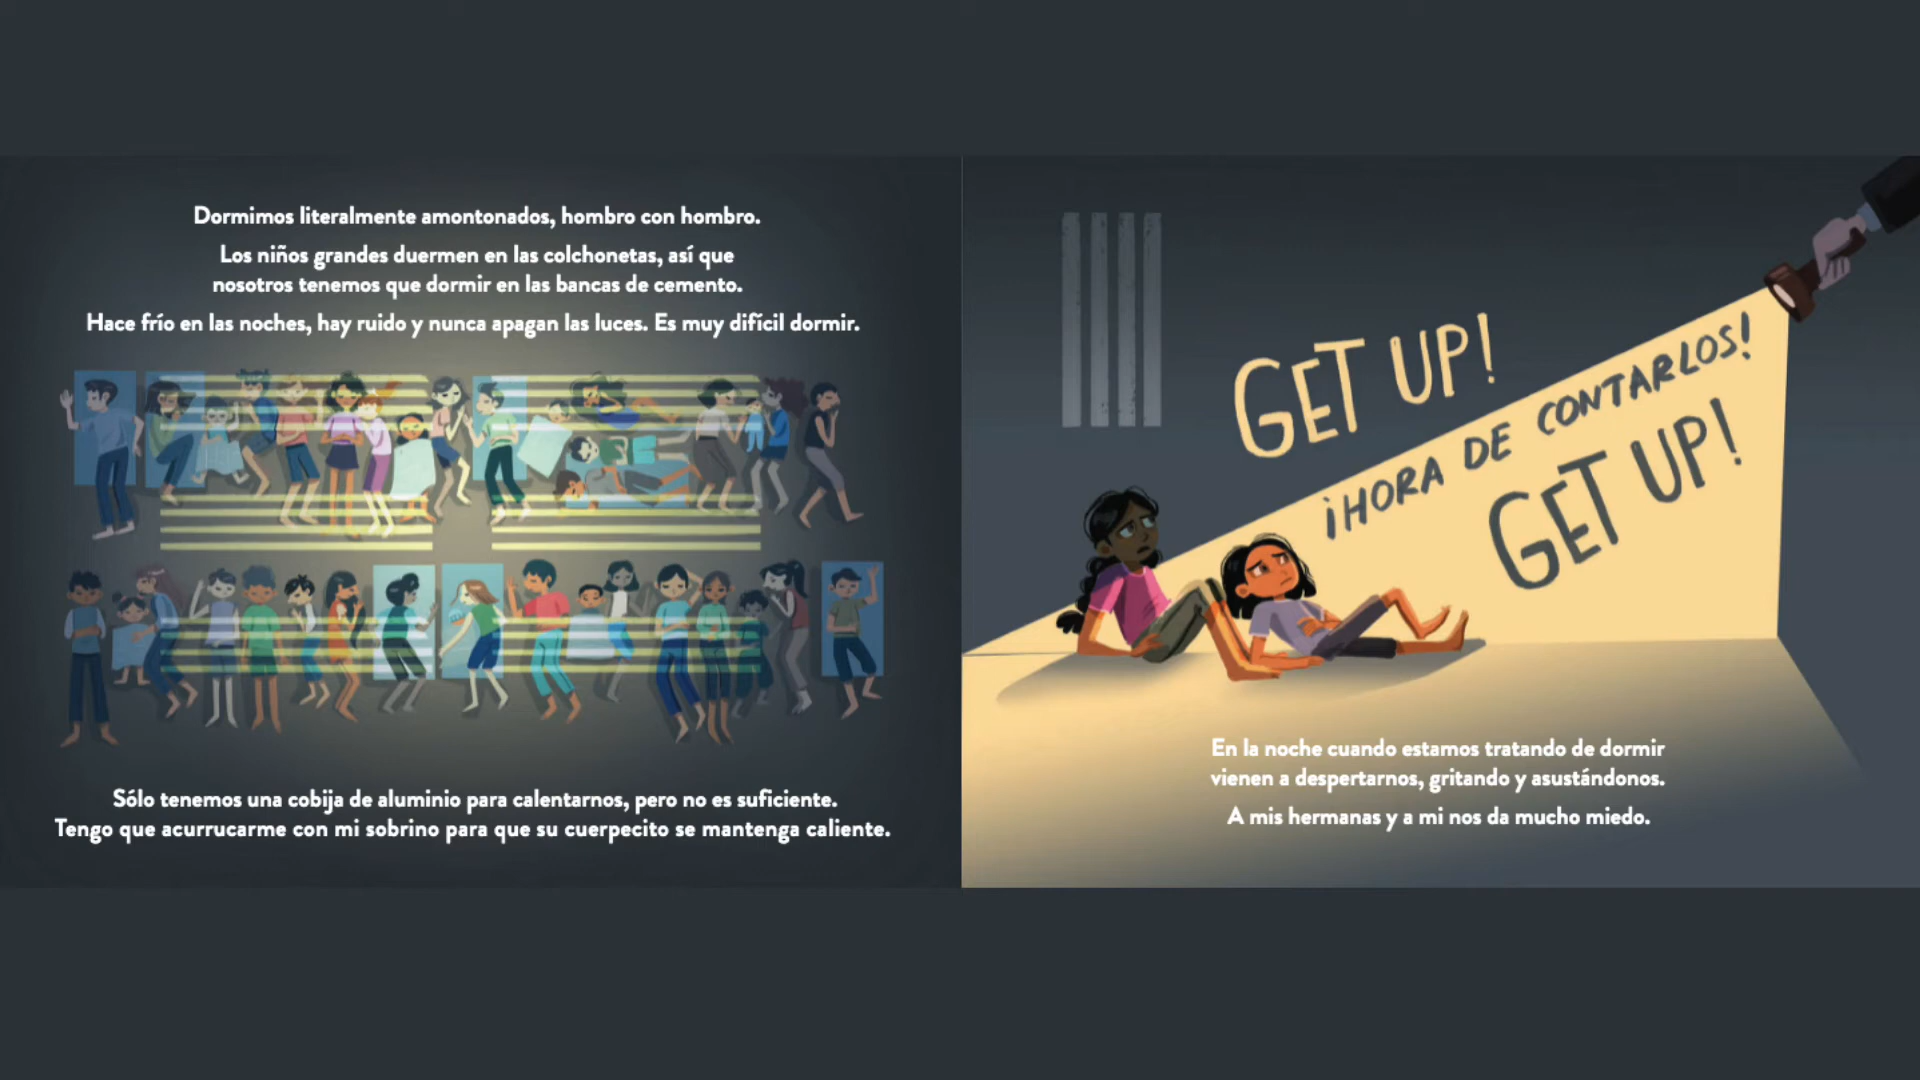 Dormimos literalmente amontonados, hombro con hombro.
Los niños grandes duermen en las colchonetas, así que
nosotros tenemos que dormir en las bancas de cemento.
Hace frío en las noches, hay ruido y nunca apagan las luces. Es muy difícil dormir.
Sólo tenemos una cobija de aluminio para calentarnos, pero no es suficiente.
Tengo que acurrucarme con mi sobrino para que su cuerpecito se mantenga caliente.
GET UP!
¡HORA DE CONTARLOS!
GET UP!
En la noche cuando estamos tratando de dormir
vienen a despertarnos, gritando y asustándonos.
A mis hermanas y a mi nos da mucho miedo.